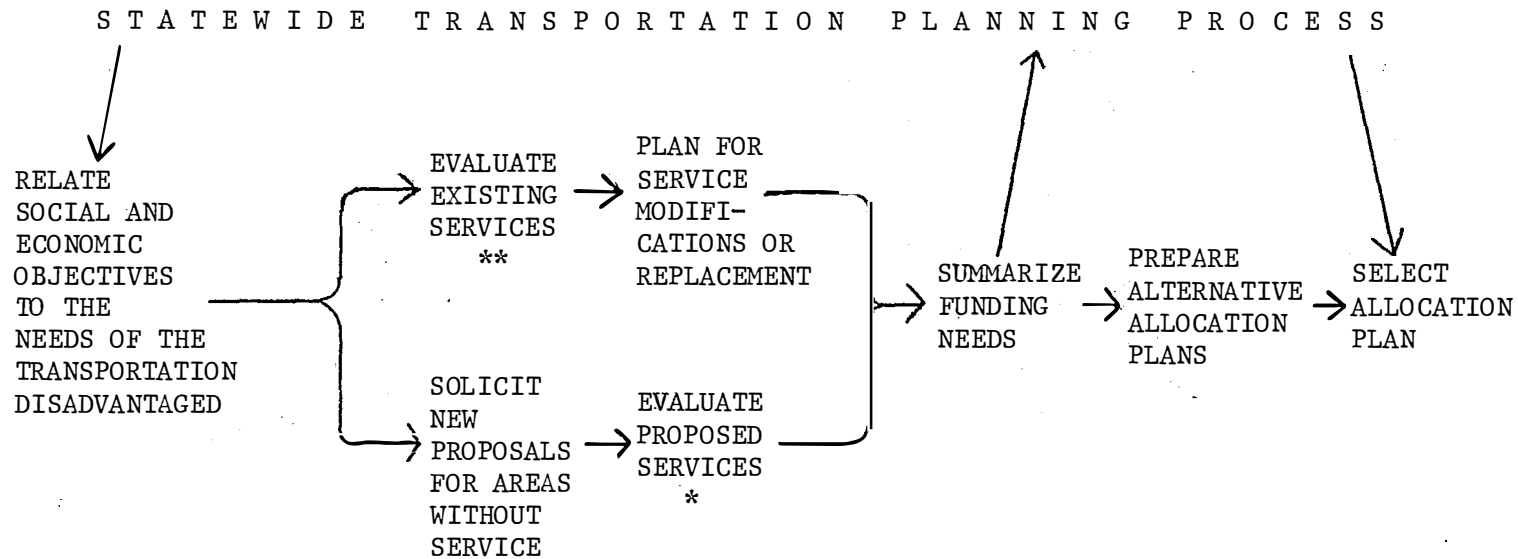 STATEWIDE TRANSPORTATION PLANNING PROCESS
RELATE
SOCIAL AND
ECONOMIC
OBJECTIVES
TO THE
NEEDS OF THE
TRANSPORTATION
DISADVANTAGED
EVALUATE
EXISTING
SERVICES
**
PLAN FOR
SERVICE
MODIFI-
CATIONS OR
REPLACEMENT
SOLICIT
NEW
PROPOSALS
FOR AREAS
WITHOUT
SERVICE
EVALUATE
PROPOSED
SERVICES
*
SUMMARIZE
FUNDING
NEEDS
PREPARE
ALTERNATIVE
ALLOCATION
PLANS
SELECT
ALLOCATION
PLAN